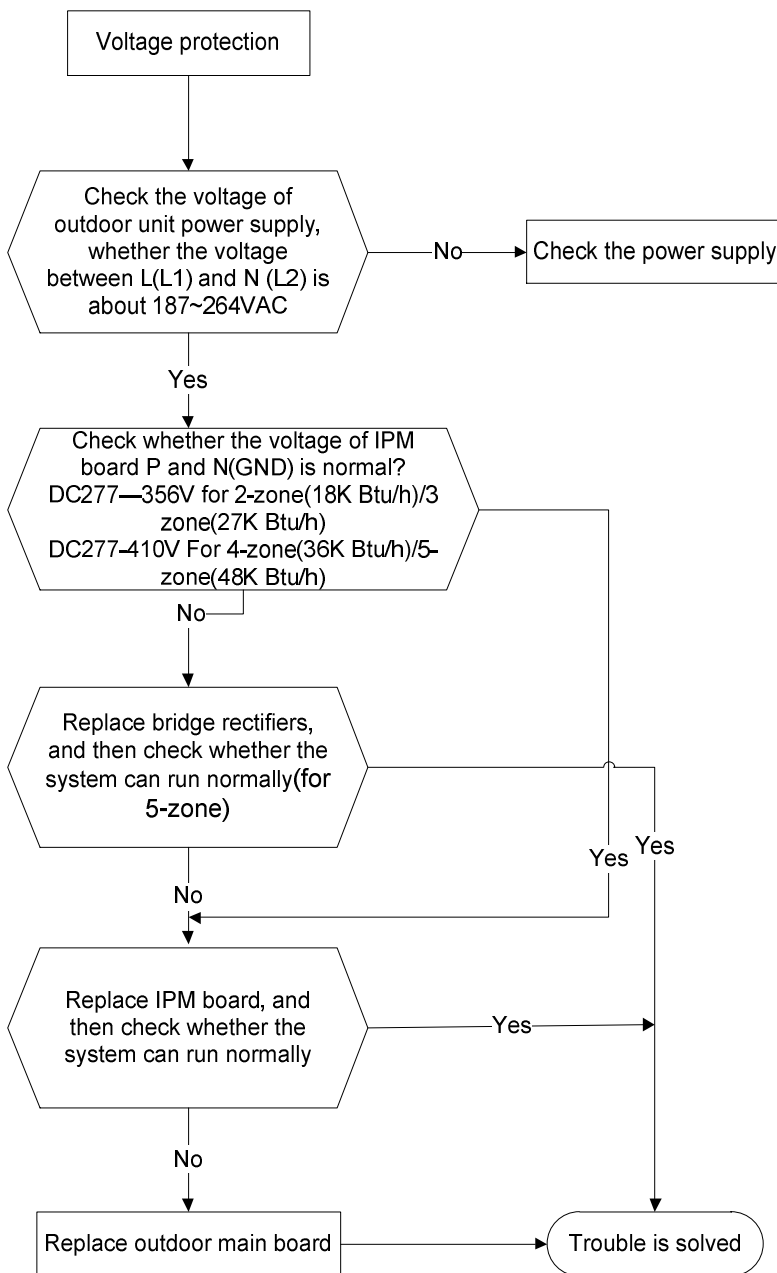 Voltage protection
Check the voltage of
outdoor unit power supply,
whether the voltage
between L(L1) and N (L2) is
about 187~264VAC
No
Check the power supply
Yes
Check whether the voltage of IPM
board P and N(GND) is normal?
DC277—356V for 2-zone(18K Btu/h)/3
zone(27K Btu/h)
DC277-410V For 4-zone(36K Btu/h)/5-
zone(48K Btu/h)
No
Replace bridge rectifiers,
and then check whether the
system can run normally(for
5-zone)
Yes
Yes
No
Replace IPM board, and
then check whether the
system can run normally
Yes
No
Replace outdoor main board
Trouble is solved